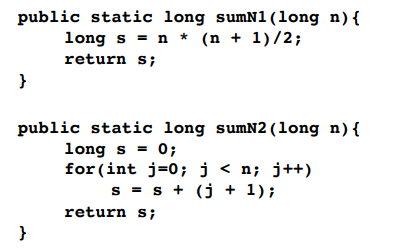 public static long sumN1(long n){
     long s = n * (n + 1)/2;
     return s;
}
public static long sumN2(long n){
     long s = 0;
     for(int j=0; j < n; j++)
          s = s + (j + 1);
     return s;
}